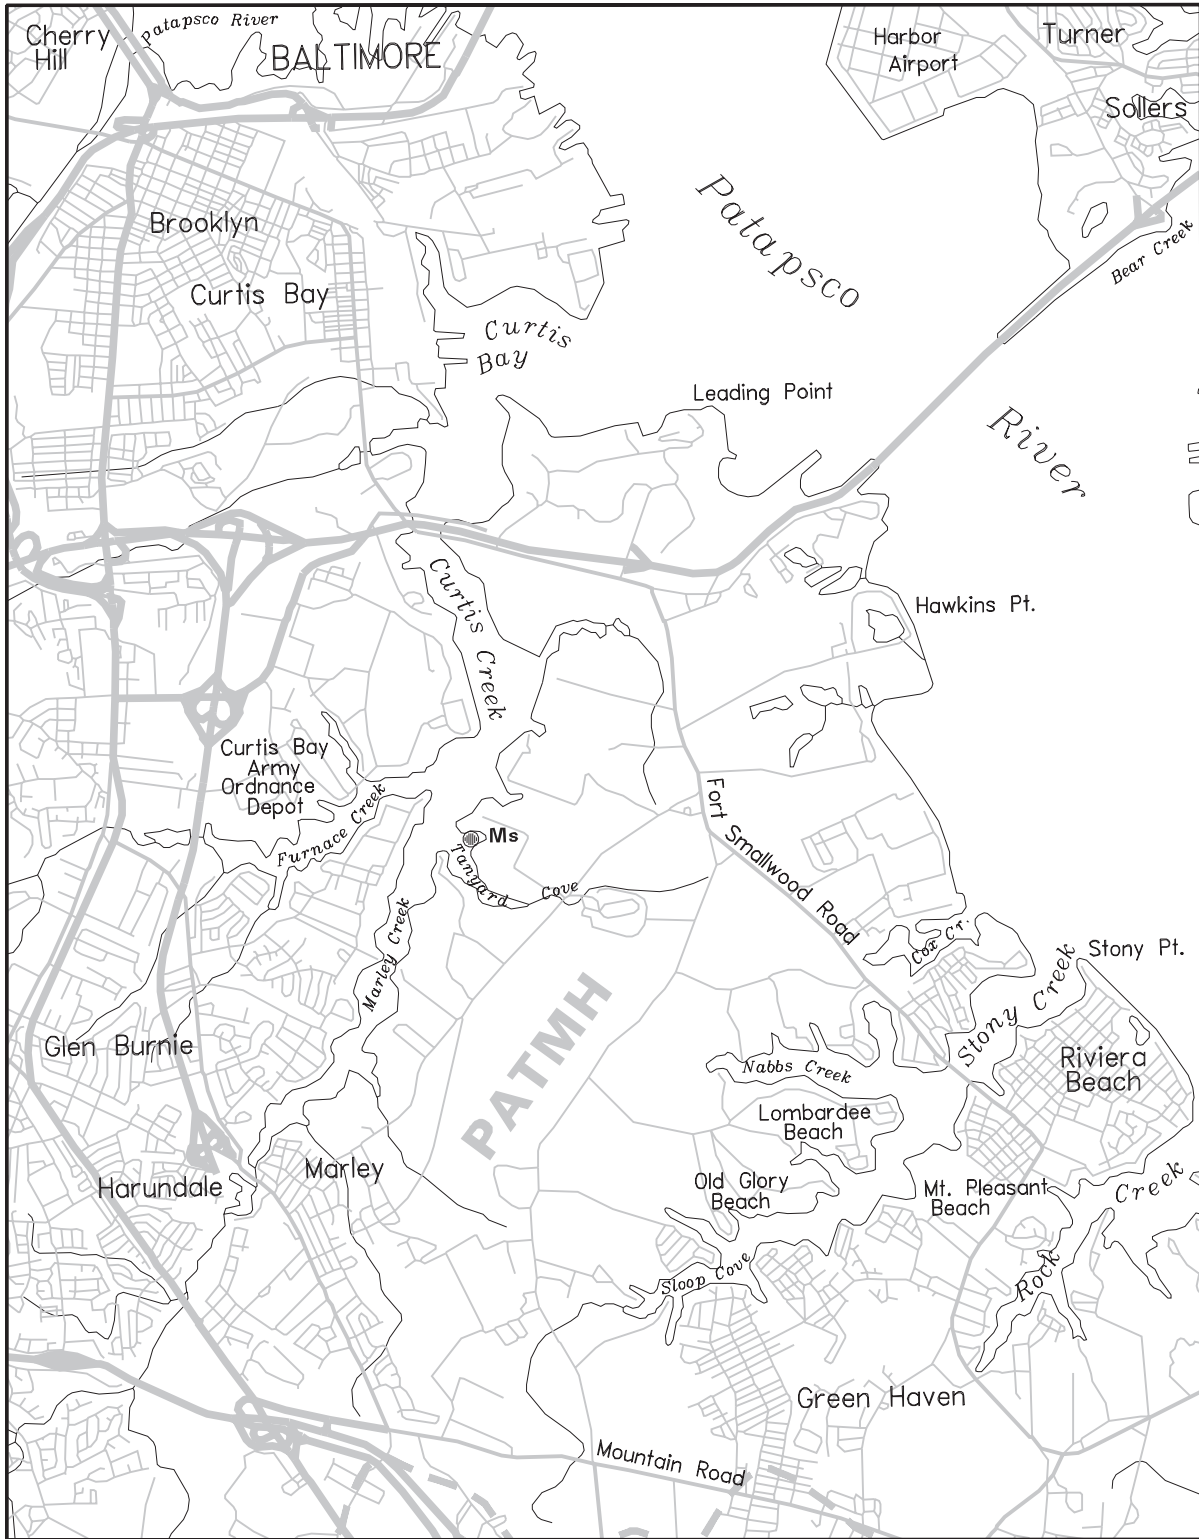 Cherry
Hill
Patapsco River
BALTIMORE
Harbor
Airport
Turner
Sollers
Brooklyn
Patapsco
Bear Creek
Curtis Bay
Curtis
Bay
Leading Point
River
Curtis Creek
Hawkins Pt.
Curtis Bay
Army
Ordnance
Depot
Furnace Creek
Fort Smallwood Road
Ms
Tanyard Cove
Marley Creek
Cox Cr.
Stony Pt.
Stony Creek
PATMH
Glen Burnie
Riviera
Beach
Nabbs Creek
Lombardee
Beach
Marley
Harundale
Old Glory
Beach
Mt. Pleasant
Beach
Rock Creek
Sloop Cove
Green Haven
Mountain Road